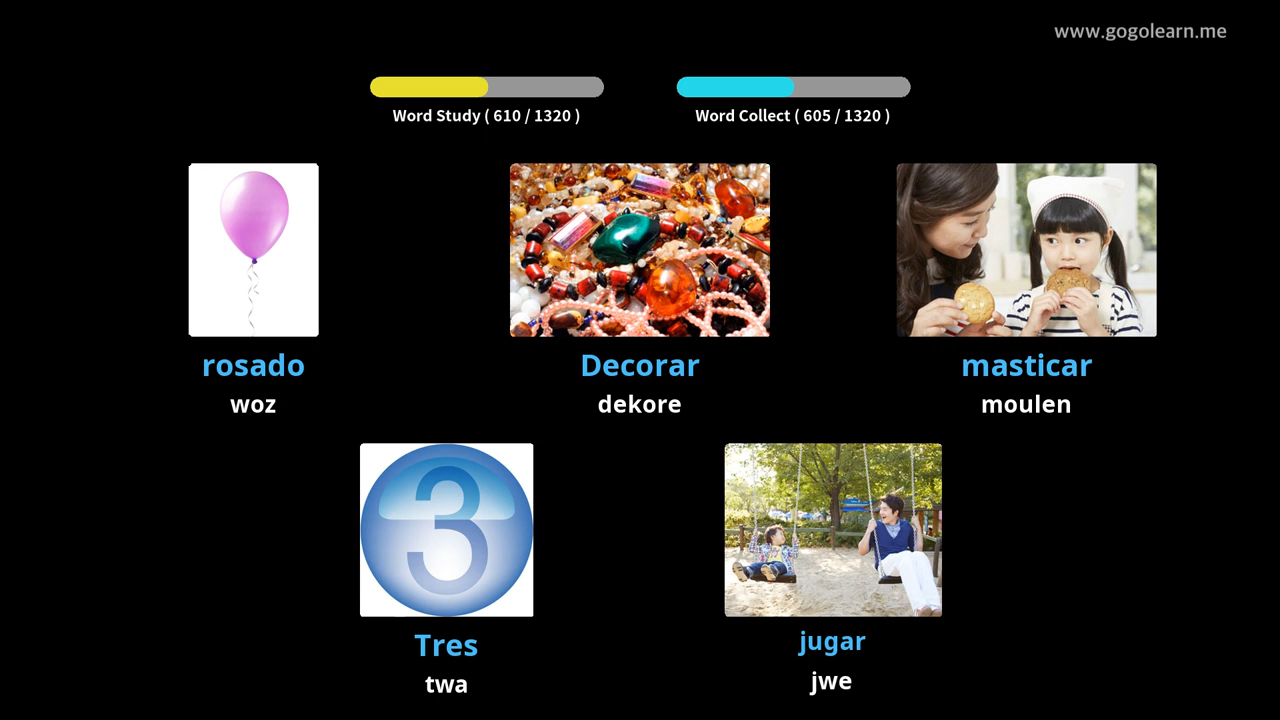 www.gogolearn.me
Word Study ( 610 / 1320 )
Word Collect ( 605 / 1320 )
rosado
woz
Decorar
dekore
masticar
moulen
3
Tres
twa
jugar
jwe